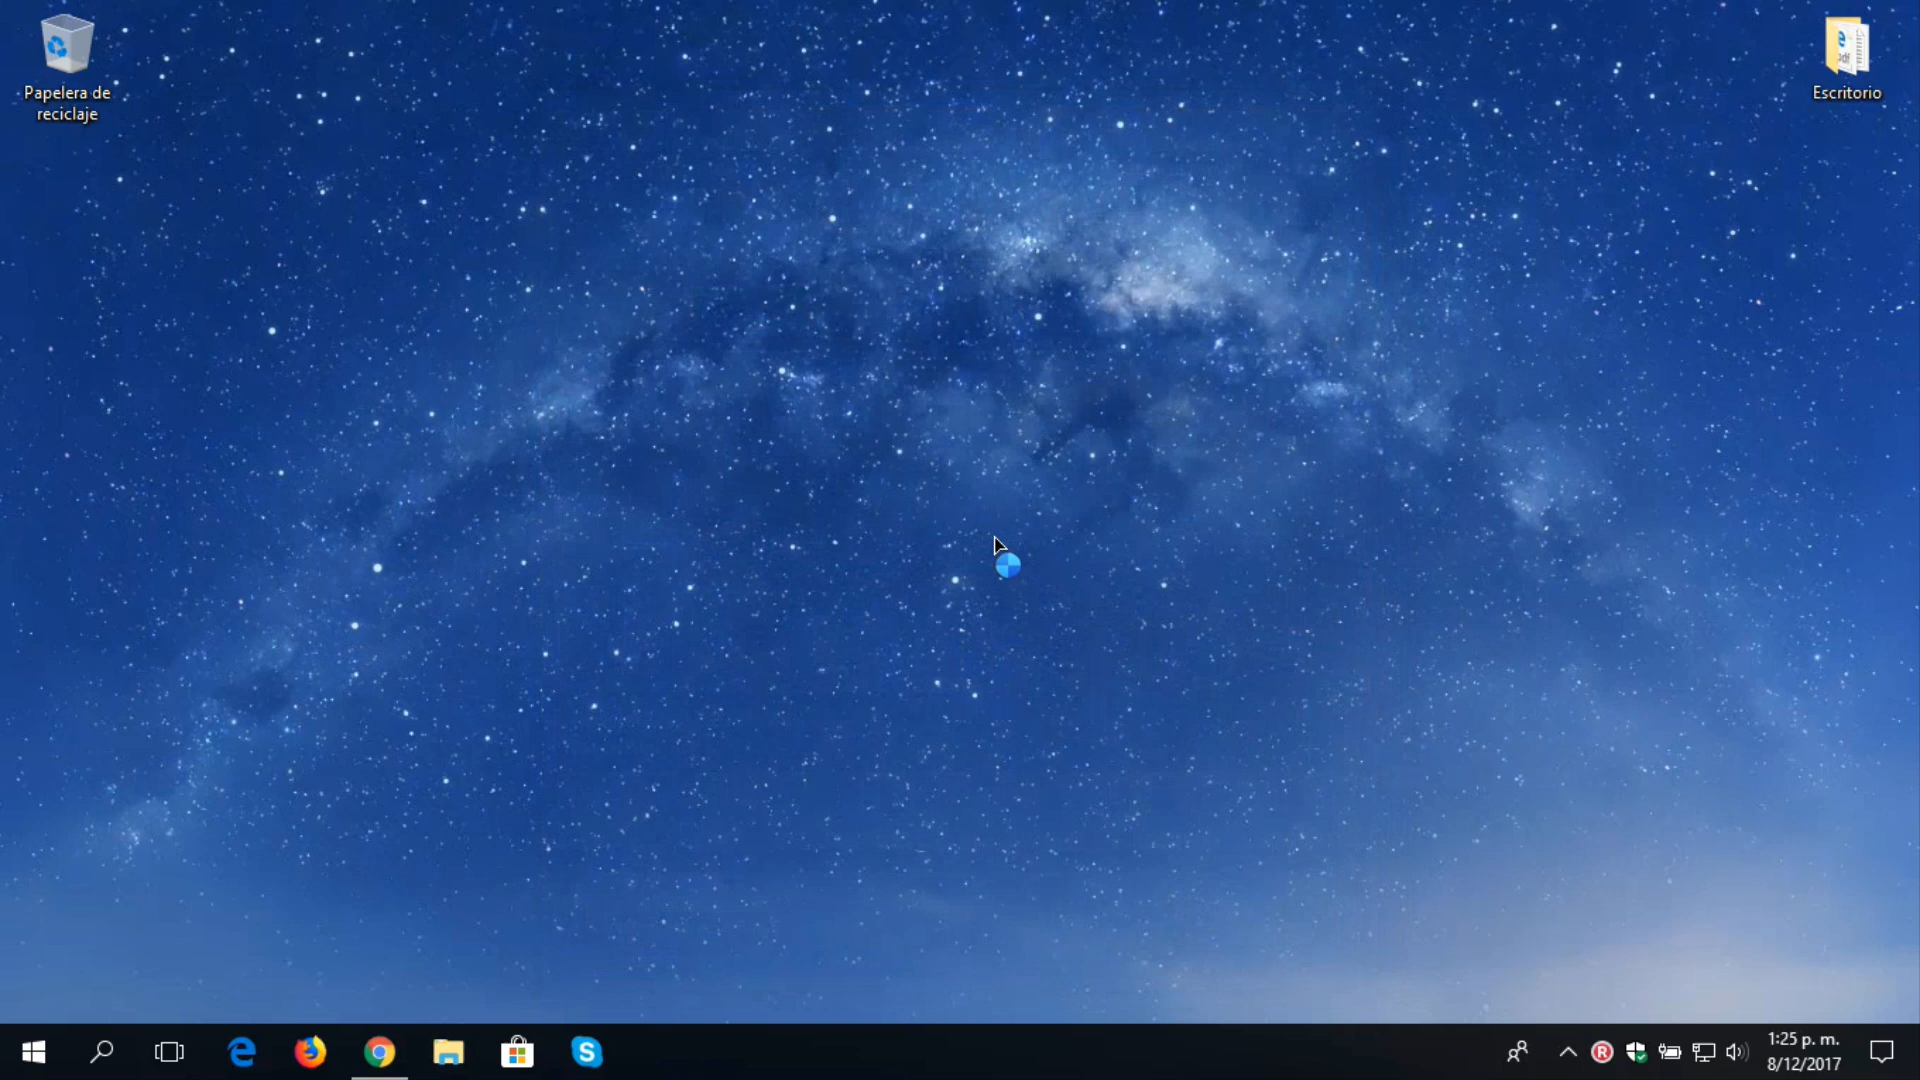 Papelera de
reciclaje
Escritorio
1:25 p. m.
8/12/2017